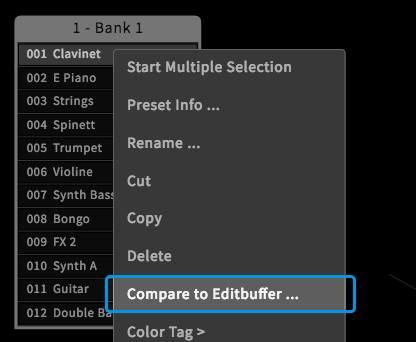 1 - Bank 1
001 Clavinet
002 E Piano
003 Strings
004 Spinett
005 Trumpet
006 Violine
007 Synth Bass
008 Bongo
009 FX 2
010 Synth A
011 Guitar
012 Double Ba
Start Multiple Selection
Preset Info ...
Rename ...
Cut
Copy
Delete
Compare to Editbuffer ...
Color Tag >